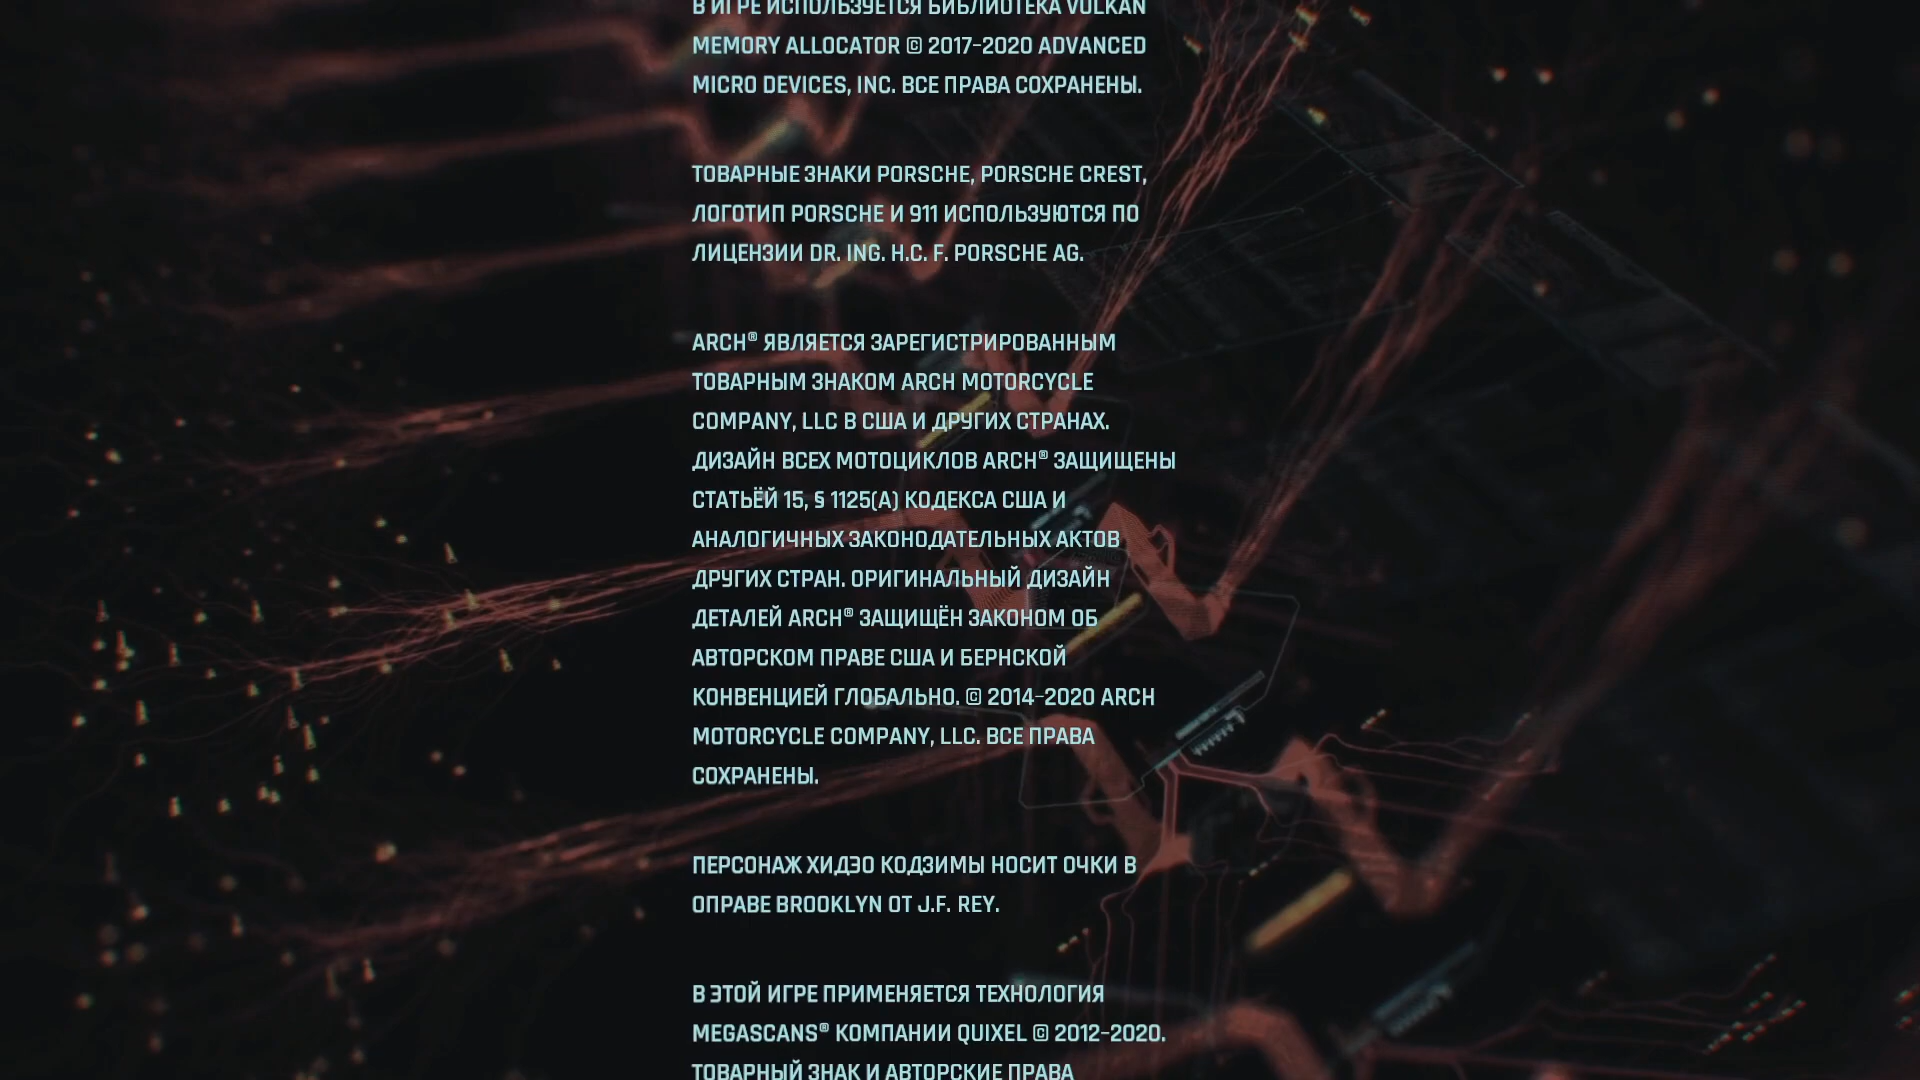 В ИГРЕ ИСПОЛЬЗУЕТСЯ БИБЛИОТЕКА VULKAN
MEMORY ALLOCATOR © 2017–2020 ADVANCED
MICRO DEVICES, INC. ВСЕ ПРАВА СОХРАНЕНЫ.
ТОВАРНЫЕ ЗНАКИ PORSCHE, PORSCHE CREST,
ЛОГОТИП PORSCHE И 911 ИСПОЛЬЗУЮТСЯ ПО
ЛИЦЕНЗИИ DR. ING. H.C. F. PORSCHE AG.
ARCH® ЯВЛЯЕТСЯ ЗАРЕГИСТРИРОВАННЫМ
ТОВАРНЫМ ЗНАКОМ ARCH MOTORCYCLE
COMPANY, LLC В США И ДРУГИХ СТРАНАХ.
ДИЗАЙН ВСЕХ МОТОЦИКЛОВ ARCH® ЗАЩИЩЕНЫ
СТАТЬЁЙ 15, § 1125(A) КОДЕКСА США И
АНАЛОГИЧНЫХ ЗАКОНОДАТЕЛЬНЫХ АКТОВ
ДРУГИХ СТРАН. ОРИГИНАЛЬНЫЙ ДИЗАЙН
ДЕТАЛЕЙ ARCH® ЗАЩИЩЁН ЗАКОНОМ ОБ
АВТОРСКОМ ПРАВЕ США И БЕРНСКОЙ
КОНВЕНЦИЕЙ ГЛОБАЛЬНО. © 2014–2020 ARCH
MOTORCYCLE COMPANY, LLC. ВСЕ ПРАВА
СОХРАНЕНЫ.
ПЕРСОНАЖ ХИДЭО КОДЗИМЫ НОСИТ ОЧКИ В
ОПРАВЕ BROOKLYN ОТ J.F. REY.
В ЭТОЙ ИГРЕ ПРИМЕНЯЕТСЯ ТЕХНОЛОГИЯ
MEGASCANS® КОМПАНИИ QUIXEL © 2012–2020.
ТОВАРНЫЙ ЗНАК И АВТОРСКИЕ ПРАВА